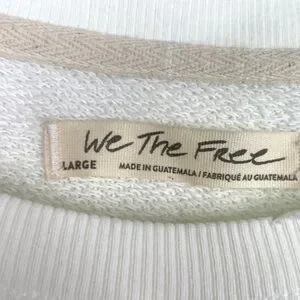 We The Free
LARGE
MADE IN GUATEMALA / FABRIQUÉ AU GUATEMALA